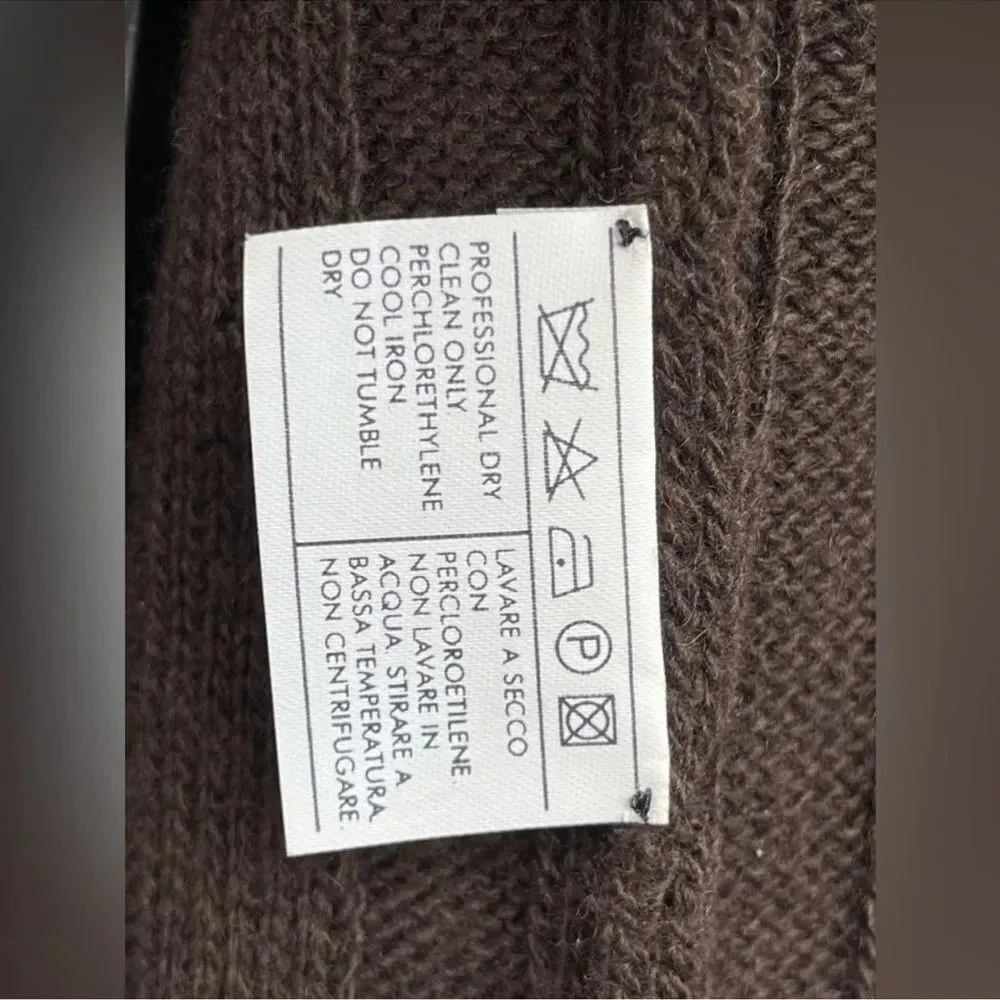 P
PROFESSIONAL DRY
CLEAN ONLY
PERCHLORETHYLENE
COOL IRON
DO NOT TUMBLE
DRY
LAVARE A SECCO
CON
PERCLOROETILENE.
NON LAVARE IN
ACQUA. STIRARE A
BASSA TEMPERATURA.
NON CENTRIFUGARE.